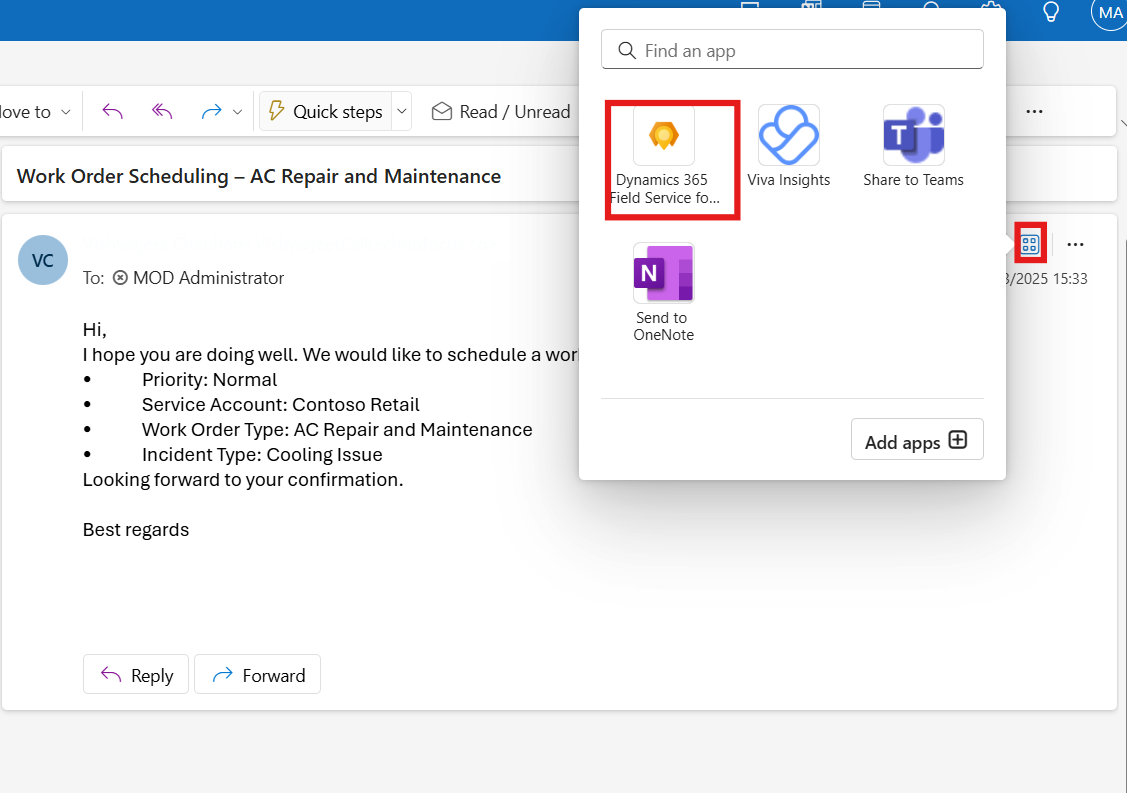 MA
Find an app
Move to
Quick steps
Read / Unread
Work Order Scheduling – AC Repair and Maintenance
Dynamics 365
Field Service fo...
Viva Insights
T
Share to Teams
VC
To: MOD Administrator
3/2025 15:33
N
Send to
OneNote
Hi,
I hope you are doing well. We would like to schedule a wor
• Priority: Normal
• Service Account: Contoso Retail
• Work Order Type: AC Repair and Maintenance
• Incident Type: Cooling Issue
Looking forward to your confirmation.
Add apps
Best regards
Reply
Forward